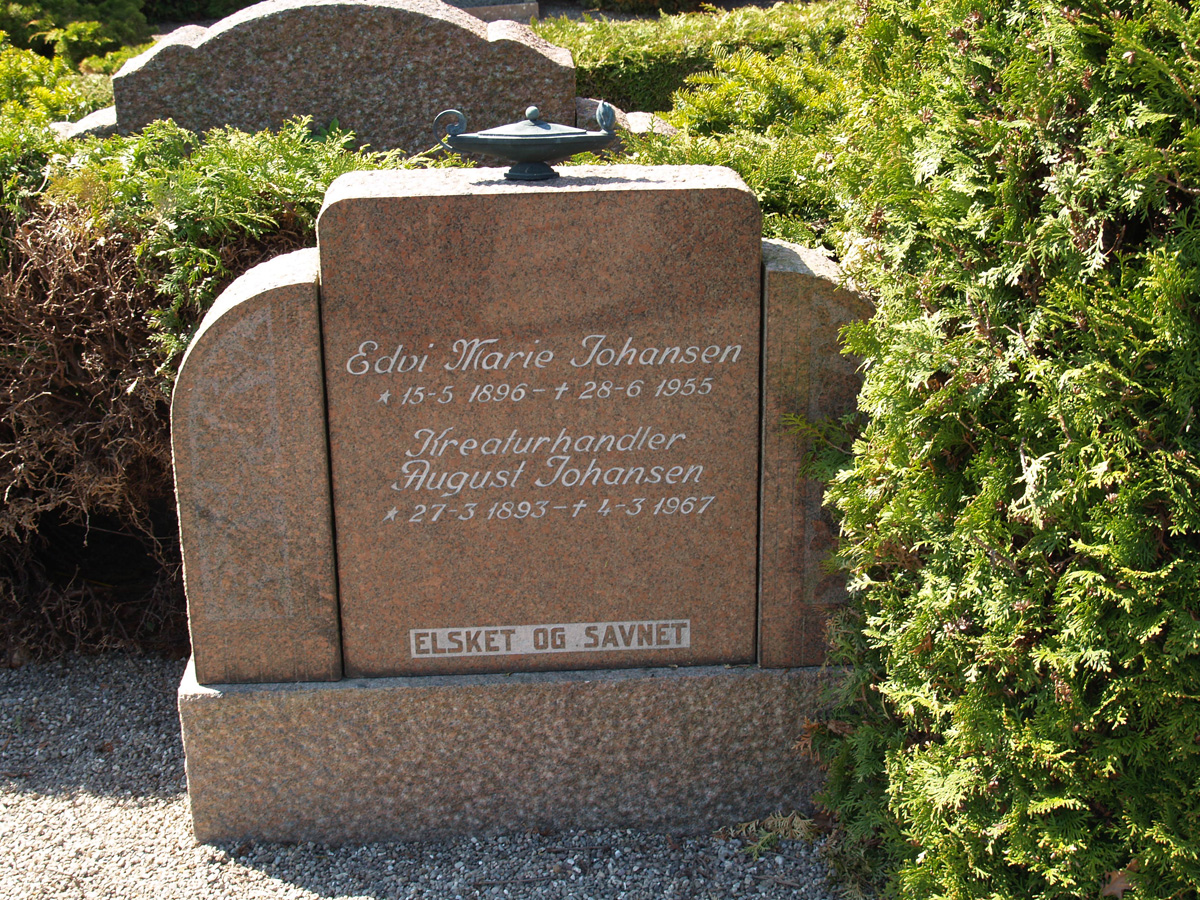 Edvi Marie Johansen
* 15-5 1896 - † 28-6 1955
Kreaturhandler
August Johansen
* 27-3 1893 - † 4-3 1967
ELSKET OG SAVNET